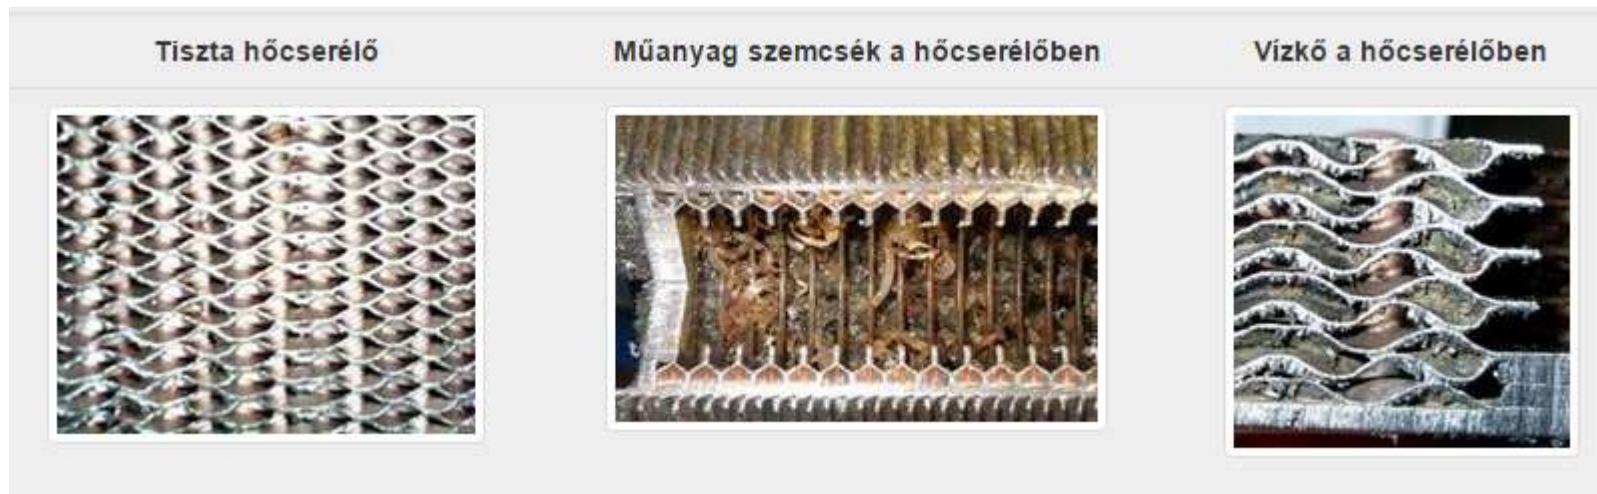 Tiszta hőcserélő
Műanyag szemcsék a hőcserélőben
Vízkő a hőcserélőben